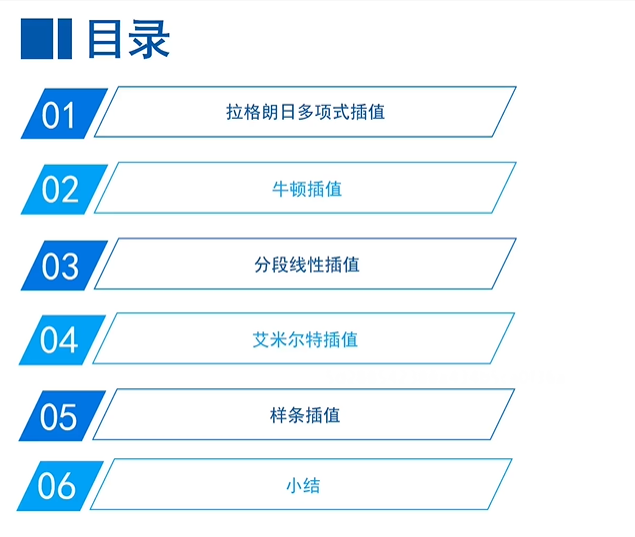 目录
01 拉格朗日多项式插值
02 牛顿插值
03 分段线性插值
04 艾米尔特插值
05 样条插值
06 小结